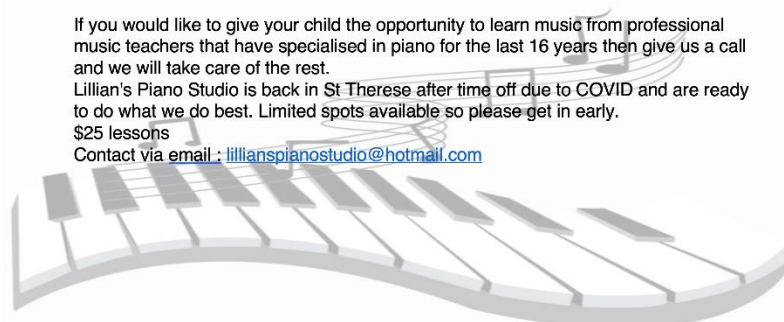 If you would like to give your child the opportunity to learn music from professional
music teachers that have specialised in piano for the last 16 years then give us a call
and we will take care of the rest.
Lillian's Piano Studio is back in St Therese after time off due to COVID and are ready
to do what we do best. Limited spots available so please get in early.
$25 lessons
Contact via email : lillianspianostudio@hotmail.com